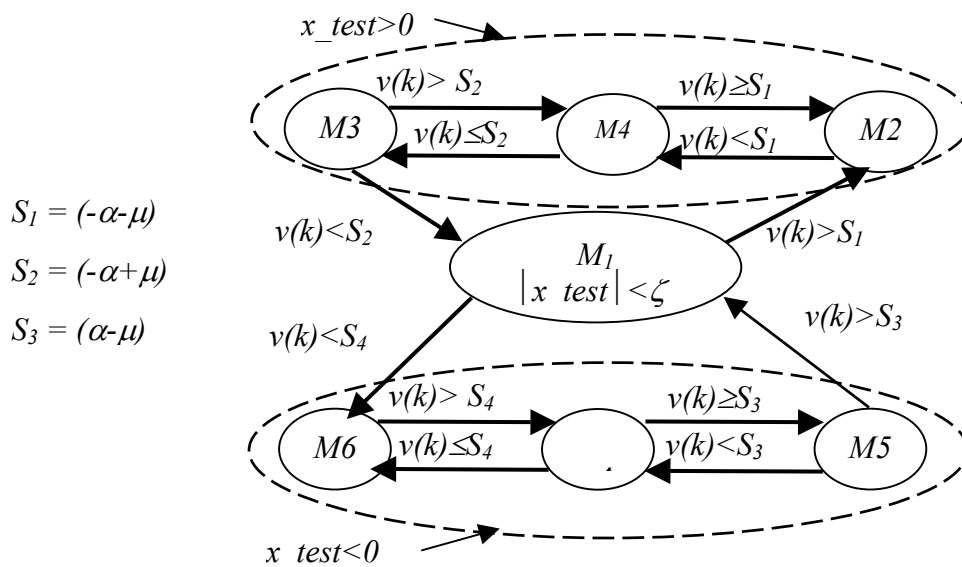 x_test>0
v(k)> S₂
v(k)≥S₁
M3
M4
M2
v(k)≤S₂
v(k)<S₁
S₁ = (-α-μ)
S₂ = (-α+μ)
S₃ = (α-μ)
v(k)<S₂
v(k)>S₁
M₁
|x test|<ζ
v(k)<S₄
v(k)>S₃
v(k)> S₄
v(k)≥S₃
M6
M5
v(k)≤S₄
v(k)<S₃
x test<0